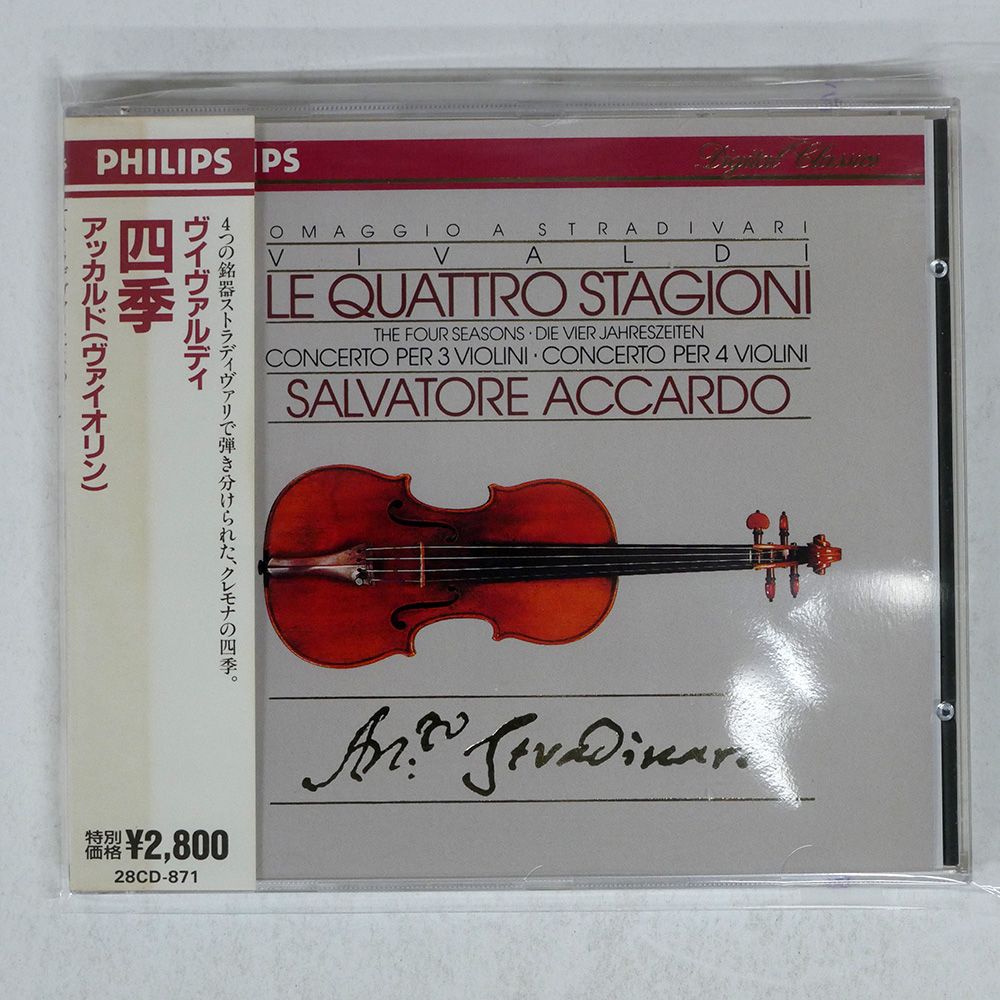 PHILIPS
IPS
Digital Classics
ヴィヴァルディ
四季
アッカルド(ヴァイオリン)
4つの銘器ストラディヴァリで弾き分けられた、クレモナの四季。
特別
価格 ¥2,800
28CD-871
OMAGGIO A STRADIVARI
VIVALDI
LE QUATTRO STAGIONI
THE FOUR SEASONS · DIE VIER JAHRESZEITEN
CONCERTO PER 3 VIOLINI · CONCERTO PER 4 VIOLINI
SALVATORE ACCARDO
Ant.º Stradivari